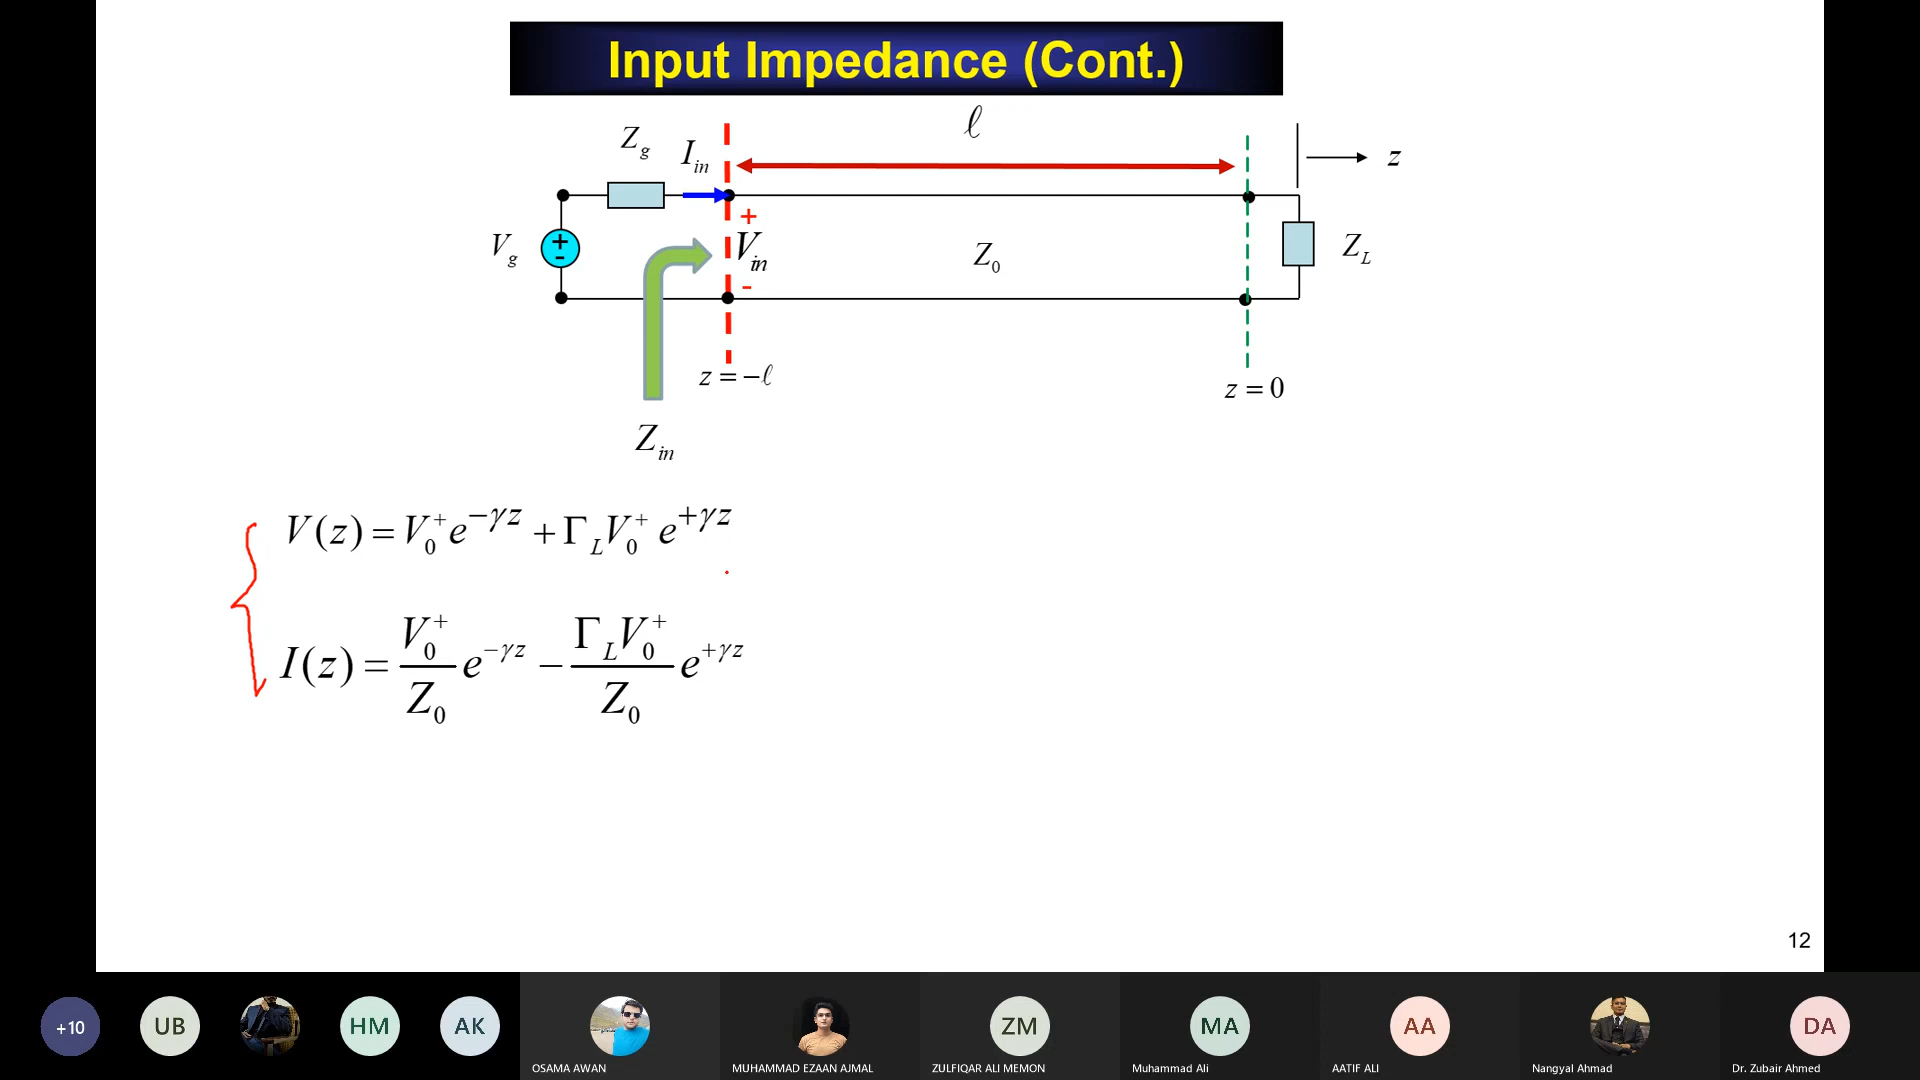 Input Impedance (Cont.)
ℓ
Z_g
I_in
z
+
V_g
+
-
V_in
Z_0
Z_L
-
z = −ℓ
z = 0
Z_in
V(z) = V_0^+ e^{−γz} + Γ_L V_0^+ e^{+γz}
I(z) = \frac{V_0^+}{Z_0} e^{−γz} − \frac{Γ_L V_0^+}{Z_0} e^{+γz}
12
+10
UB
HM
AK
ZM
MA
AA
DA
OSAMA AWAN
MUHAMMAD EZAAN AJMAL
ZULFIQAR ALI MEMON
Muhammad Ali
AATIF ALI
Nangyal Ahmad
Dr. Zubair Ahmed